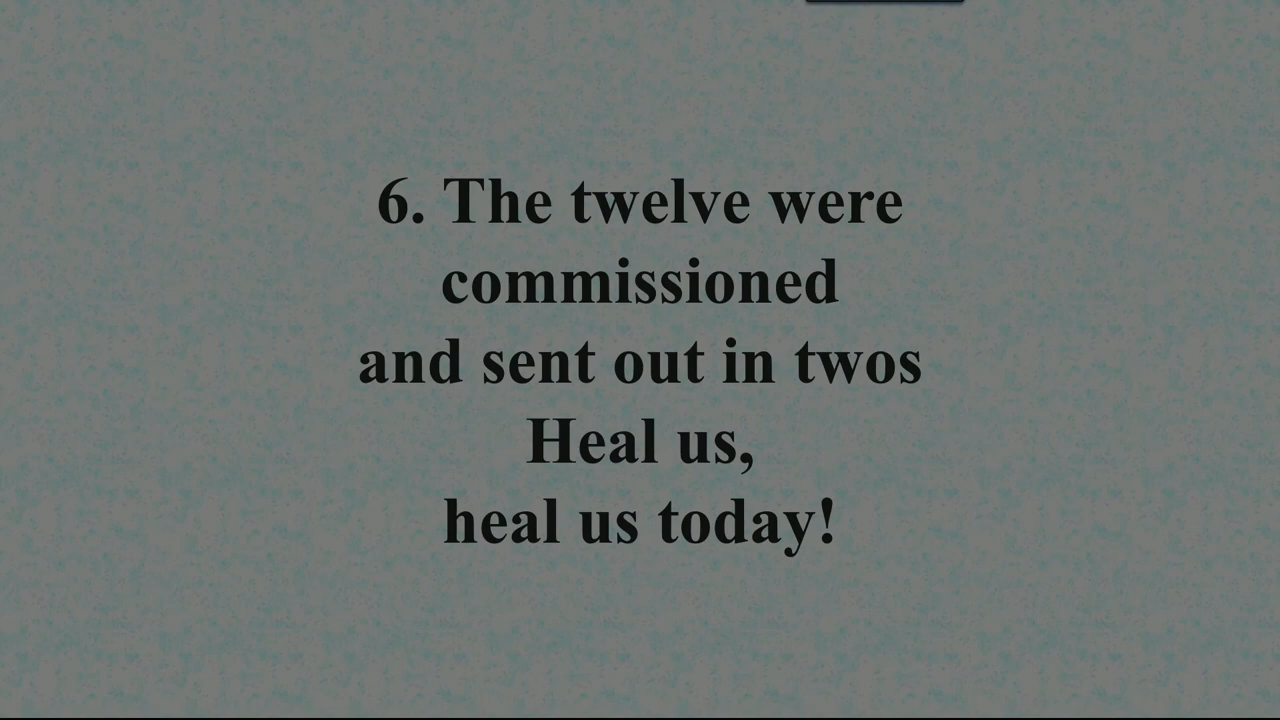 6. The twelve were
commissioned
and sent out in twos
Heal us,
heal us today!